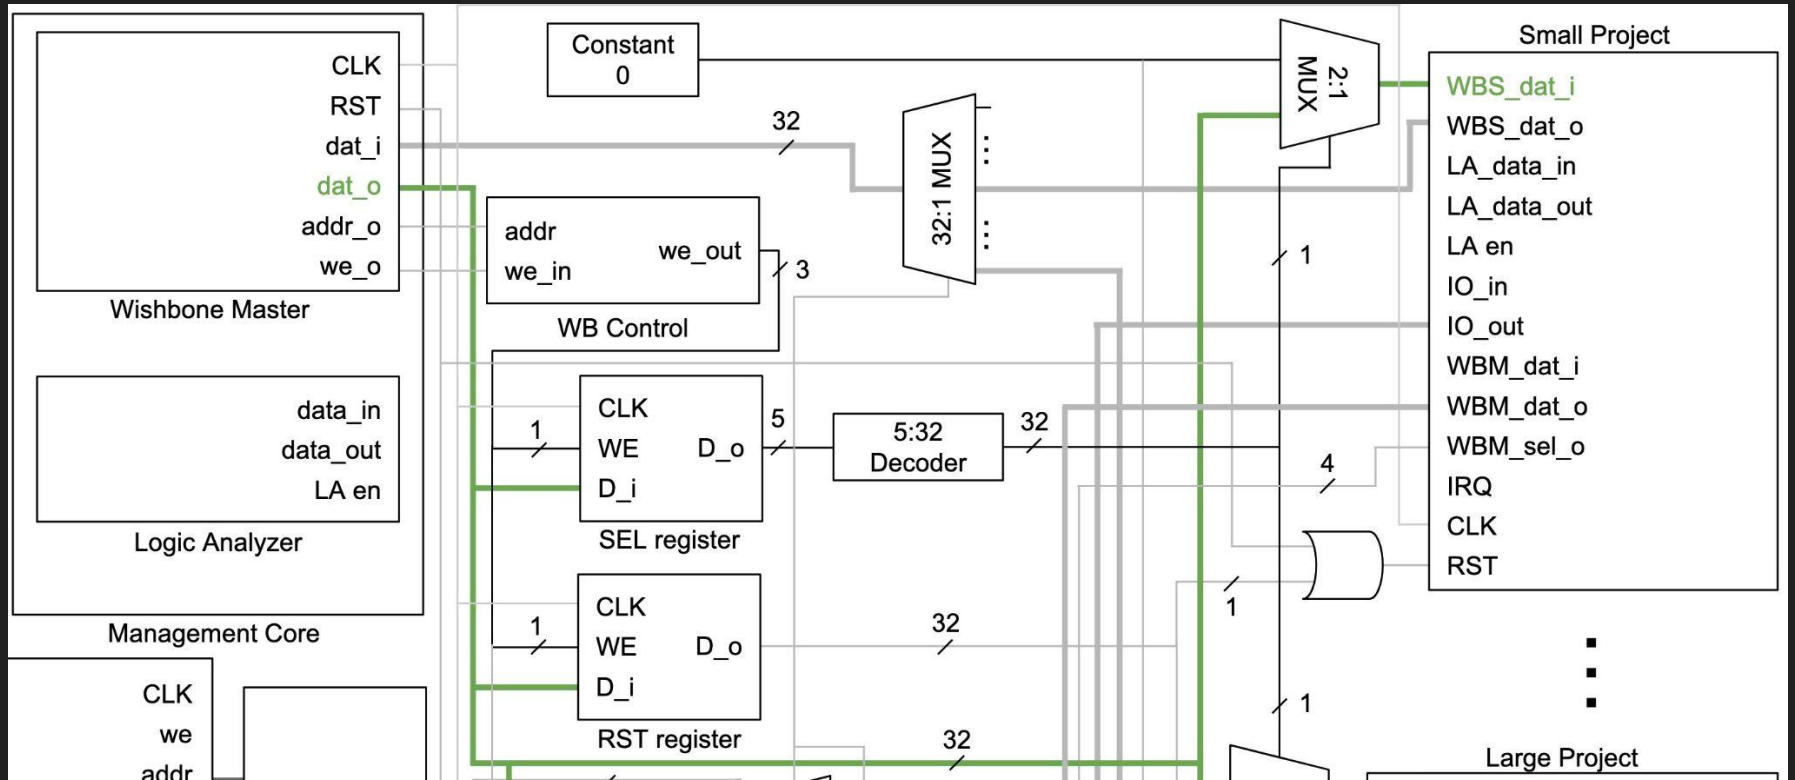 CLK
RST
dat_i
dat_o
addr_o
we_o
Wishbone Master
data_in
data_out
LA en
Logic Analyzer
Management Core
CLK
we
addr
Constant
0
32
addr
we_in
we_out
3
WB Control
32:1 MUX
2:1
MUX
1
CLK
WE
D_i
D_o
1
5
SEL register
5:32
Decoder
32
CLK
WE
D_i
D_o
1
32
RST register
32
4
1
1
Small Project
WBS_dat_i
WBS_dat_o
LA_data_in
LA_data_out
LA en
IO_in
IO_out
WBM_dat_i
WBM_dat_o
WBM_sel_o
IRQ
CLK
RST
Large Project